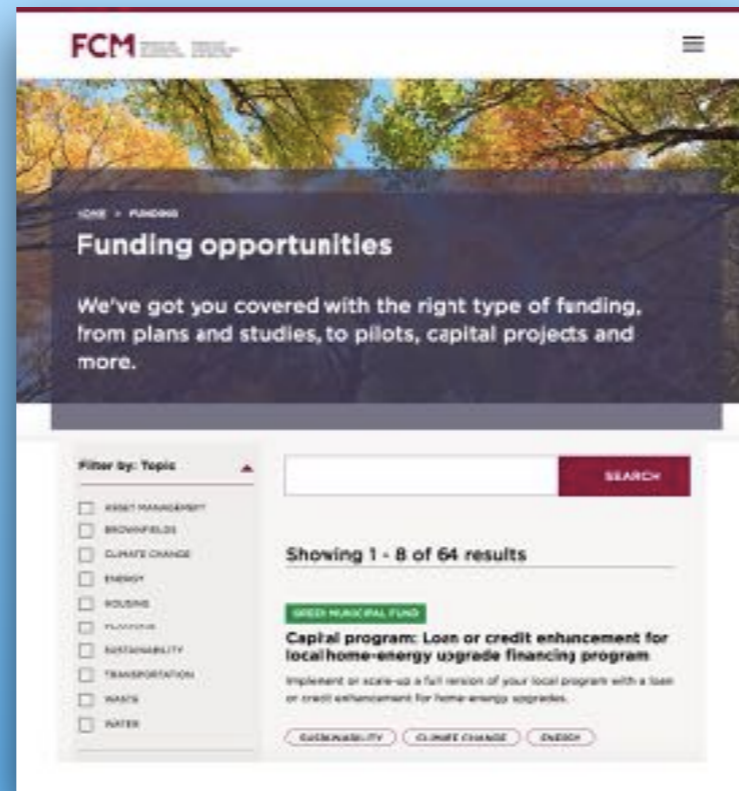 FCM
HOME > FUNDING
Funding opportunities
We've got you covered with the right type of funding,
from plans and studies, to pilots, capital projects and
more.
Filter by: Topic
SEARCH
ASSET MANAGEMENT
BROWNFIELDS
CLIMATE CHANGE
ENERGY
HOUSING
PLANNING
SUSTAINABILITY
TRANSPORTATION
WASTE
WATER
Showing 1 - 8 of 64 results
GREEN MUNICIPAL FUND
Capital program: Loan or credit enhancement for
local home-energy upgrade financing program
Implement or scale-up a full version of your local program with a loan
or credit enhancement for home-energy upgrades.
SUSTAINABILITY
CLIMATE CHANGE
ENERGY